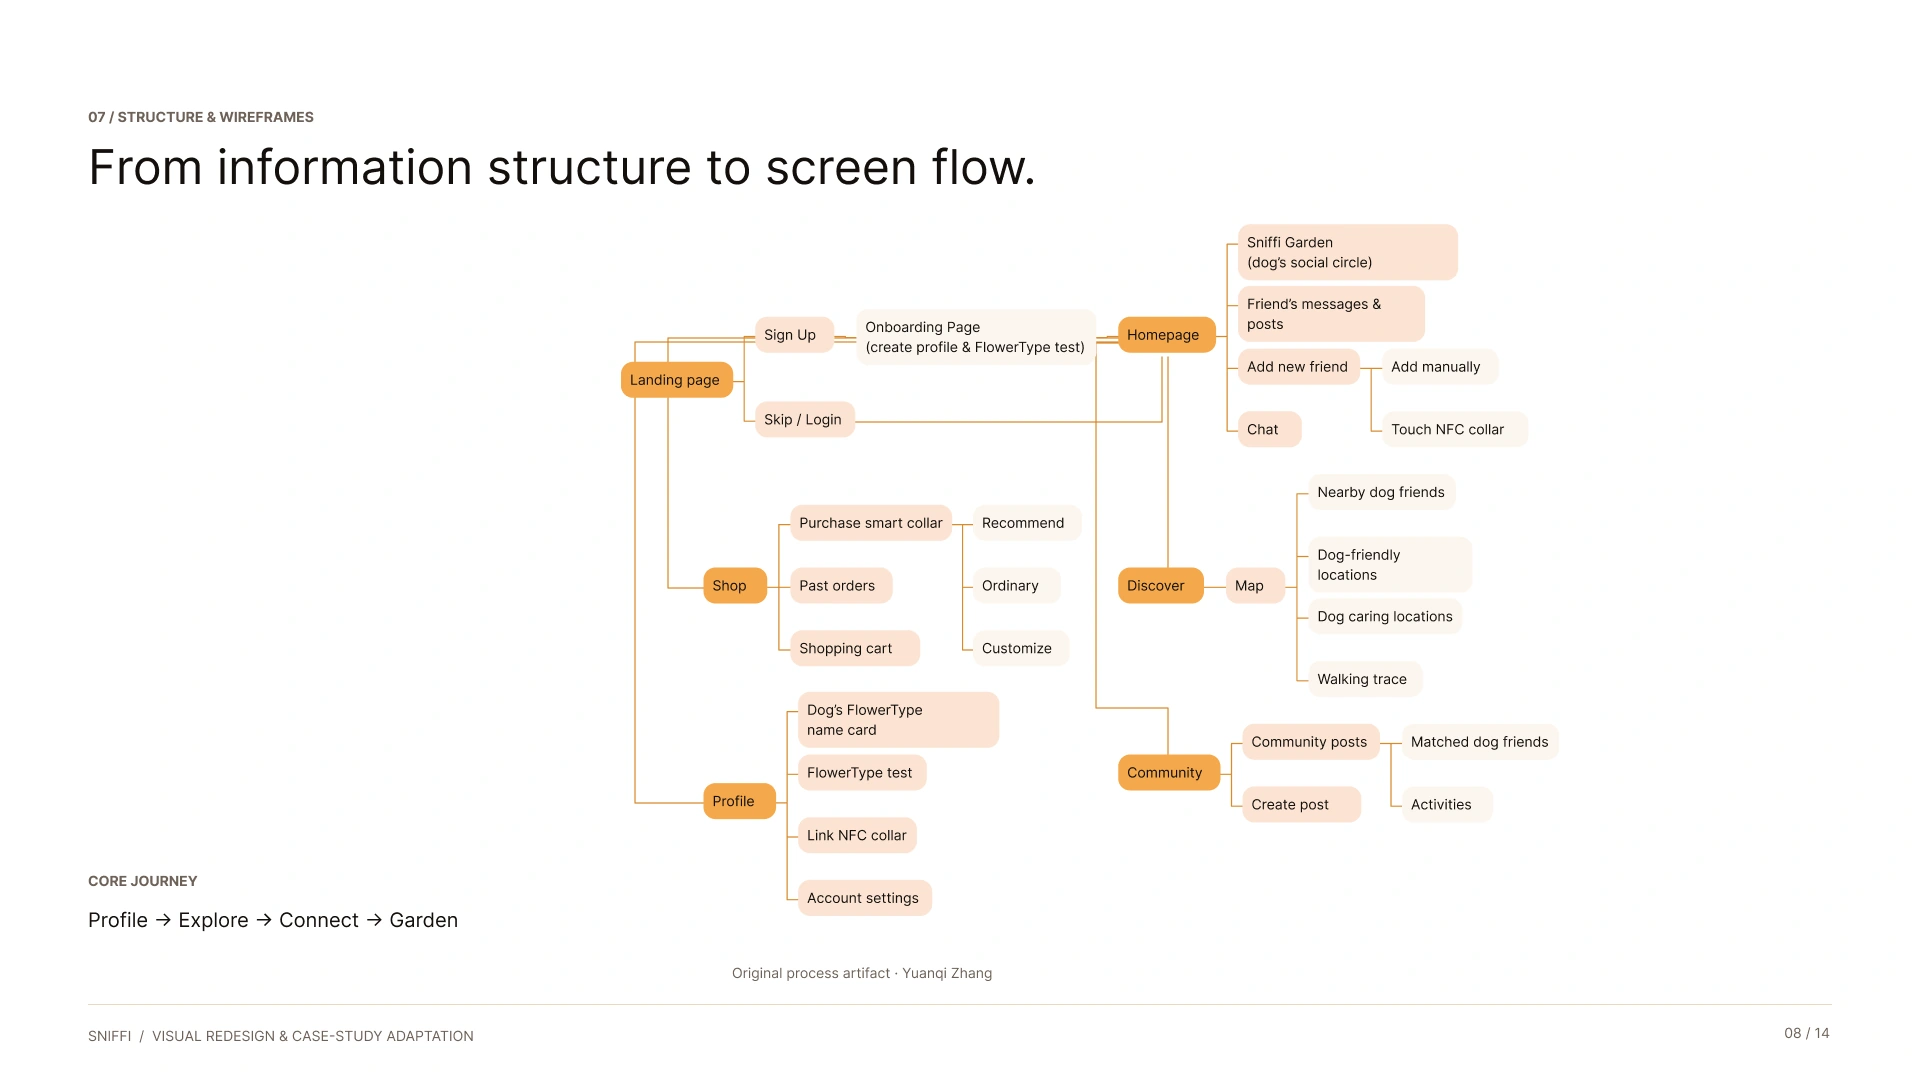 07 / STRUCTURE & WIREFRAMES
From information structure to screen flow.
Landing page
Sign Up
Onboarding Page
(create profile & FlowerType test)
Skip / Login
Homepage
Sniffi Garden
(dog’s social circle)
Friend’s messages &
posts
Add new friend
Add manually
Chat
Touch NFC collar
Shop
Purchase smart collar
Recommend
Past orders
Ordinary
Shopping cart
Customize
Discover
Map
Nearby dog friends
Dog-friendly
locations
Dog caring locations
Walking trace
Profile
Dog’s FlowerType
name card
FlowerType test
Link NFC collar
Account settings
Community
Community posts
Matched dog friends
Create post
Activities
CORE JOURNEY
Profile → Explore → Connect → Garden
Original process artifact · Yuanqi Zhang
SNIFFI / VISUAL REDESIGN & CASE-STUDY ADAPTATION
08 / 14